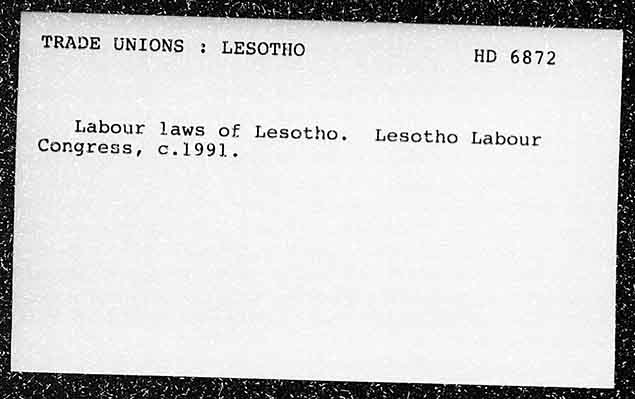 TRADE UNIONS : LESOTHO HD 6872
Labour laws of Lesotho. Lesotho Labour
Congress, c.1991.